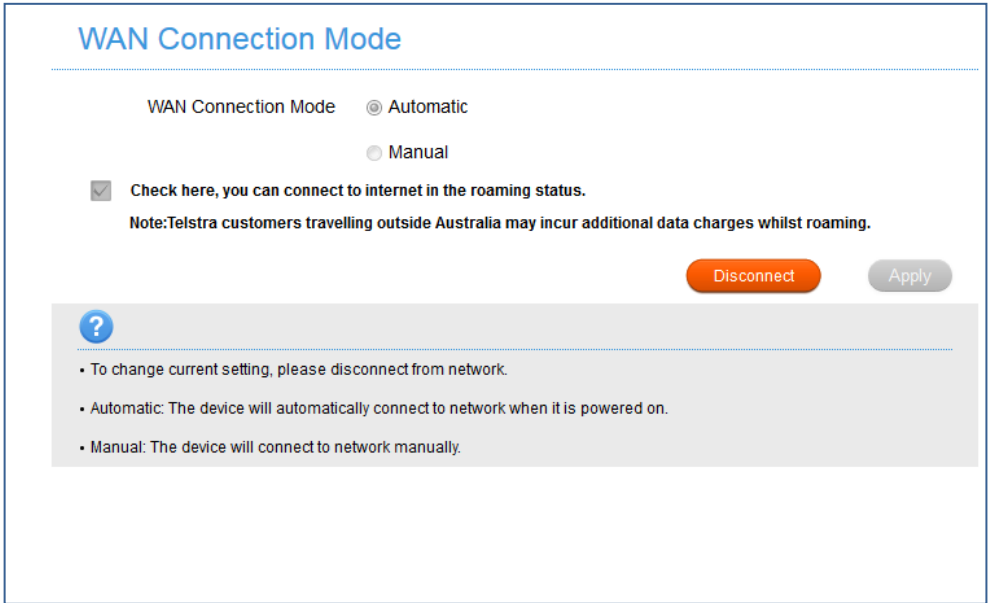 WAN Connection Mode
WAN Connection Mode Automatic
Manual
Check here, you can connect to internet in the roaming status.
Note:Telstra customers travelling outside Australia may incur additional data charges whilst roaming.
Disconnect Apply
?
• To change current setting, please disconnect from network.
• Automatic: The device will automatically connect to network when it is powered on.
• Manual: The device will connect to network manually.